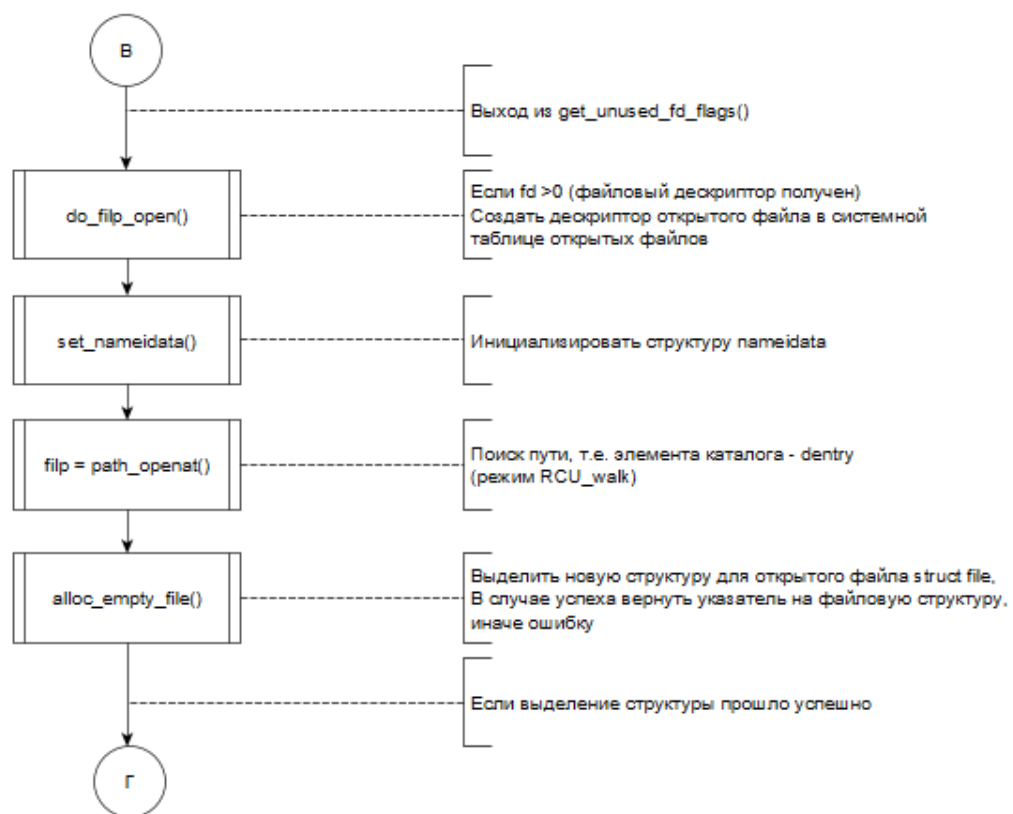 В
Выход из get_unused_fd_flags()
do_filp_open()
Если fd >0 (файловый дескриптор получен)
Создать дескриптор открытого файла в системной
таблице открытых файлов
set_nameidata()
Инициализировать структуру nameidata
filp = path_openat()
Поиск пути, т.е. элемента каталога - dentry
(режим RCU_walk)
alloc_empty_file()
Выделить новую структуру для открытого файла struct file,
В случае успеха вернуть указатель на файловую структуру,
иначе ошибку
Если выделение структуры прошло успешно
Г